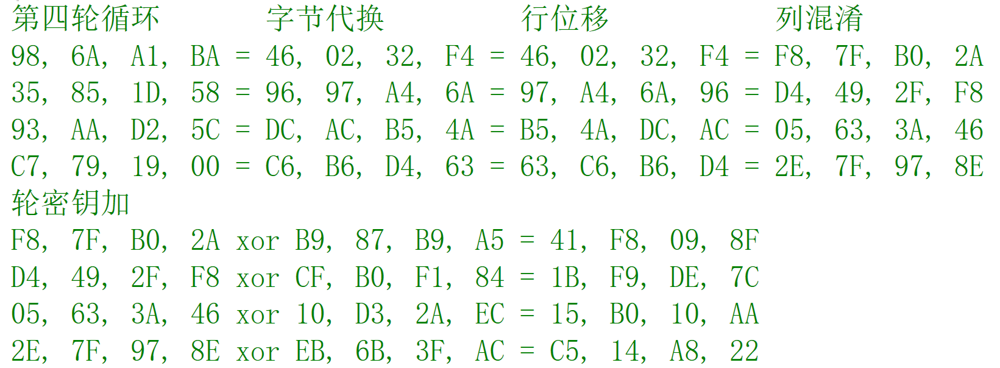 第四轮循环 字节代换 行位移 列混淆
98, 6A, A1, BA = 46, 02, 32, F4 = 46, 02, 32, F4 = F8, 7F, B0, 2A
35, 85, 1D, 58 = 96, 97, A4, 6A = 97, A4, 6A, 96 = D4, 49, 2F, F8
93, AA, D2, 5C = DC, AC, B5, 4A = B5, 4A, DC, AC = 05, 63, 3A, 46
C7, 79, 19, 00 = C6, B6, D4, 63 = 63, C6, B6, D4 = 2E, 7F, 97, 8E
轮密钥加
F8, 7F, B0, 2A xor B9, 87, B9, A5 = 41, F8, 09, 8F
D4, 49, 2F, F8 xor CF, B0, F1, 84 = 1B, F9, DE, 7C
05, 63, 3A, 46 xor 10, D3, 2A, EC = 15, B0, 10, AA
2E, 7F, 97, 8E xor EB, 6B, 3F, AC = C5, 14, A8, 22